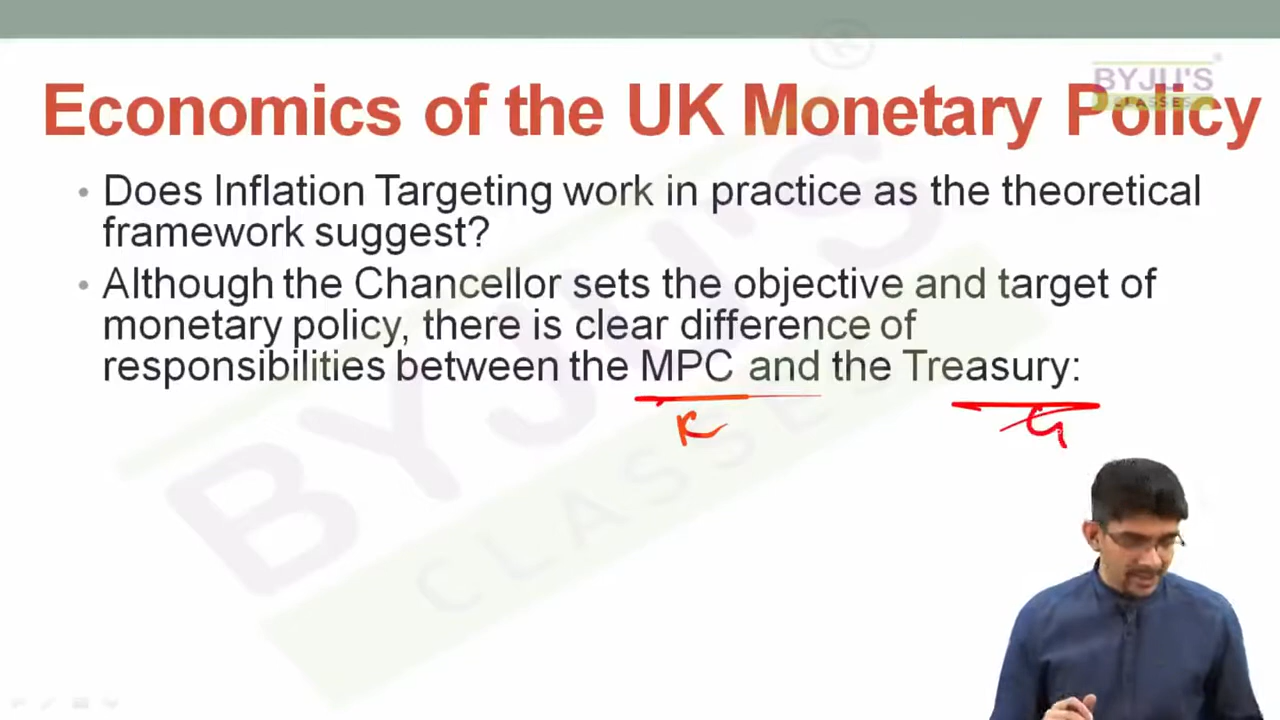 BYJU'S
CLASSES
Economics of the UK Monetary Policy
• Does Inflation Targeting work in practice as the theoretical
framework suggest?
• Although the Chancellor sets the objective and target of
monetary policy, there is clear difference of
responsibilities between the MPC and the Treasury:
BYJU'S
CLASSES